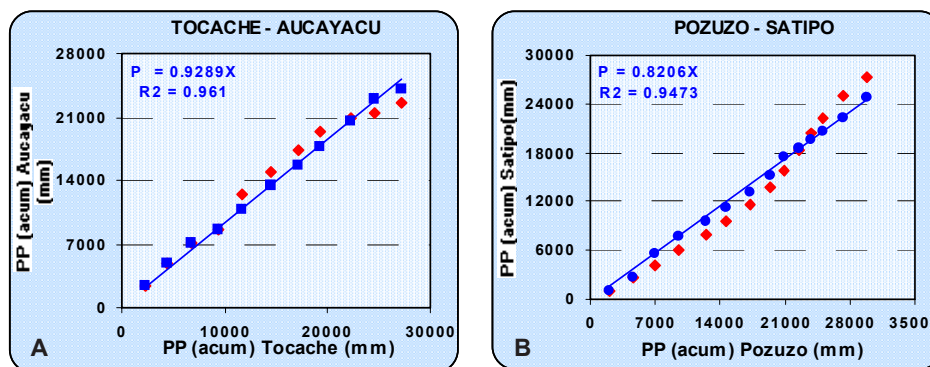 TOCACHE - AUCAYACU
28000
21000
14000
7000
0
P = 0.9289X
R2 = 0.961
PP (acum) Aucayacu
(mm)
0
10000
20000
30000
PP (acum) Tocache (mm)
A
POZUZO - SATIPO
30000
24000
18000
12000
6000
0
P = 0.8206X
R2 = 0.9473
PP (acum) Satipo(mm)
0
7000
14000
21000
28000
3500
PP (acum) Pozuzo (mm)
B